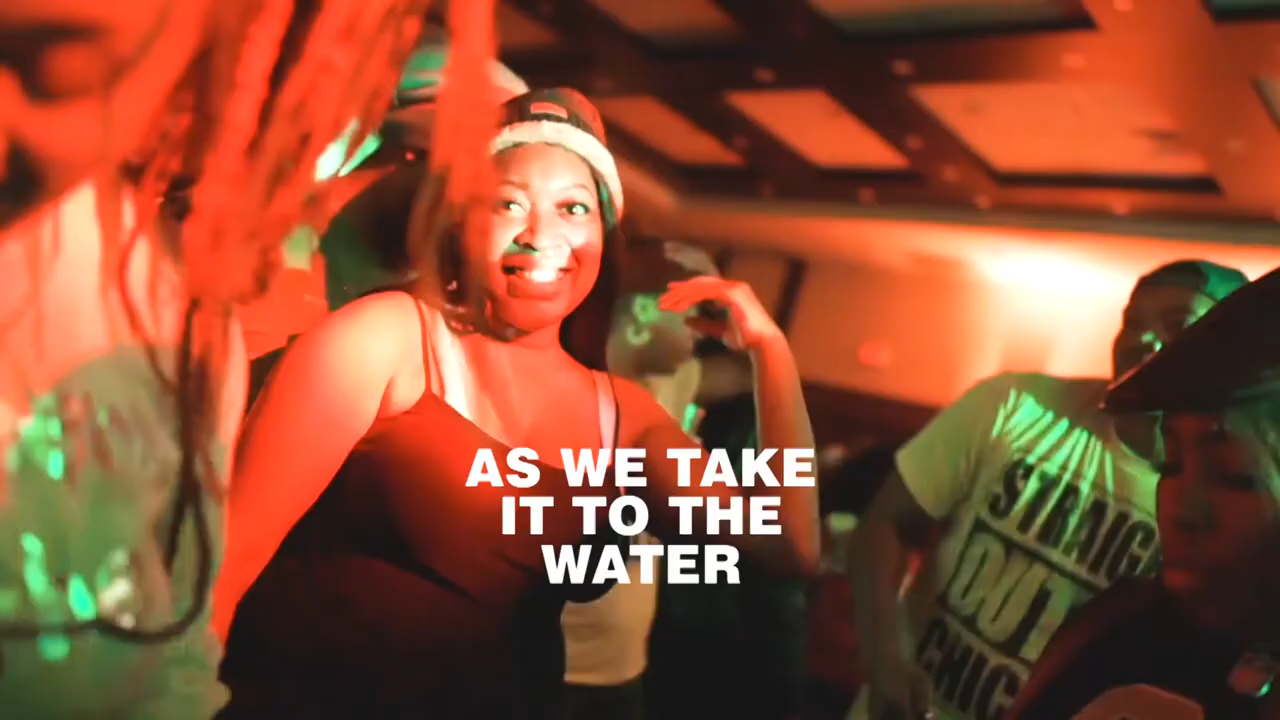 AS WE TAKE
IT TO THE
WATER
STRAIG
OUT
CHIC